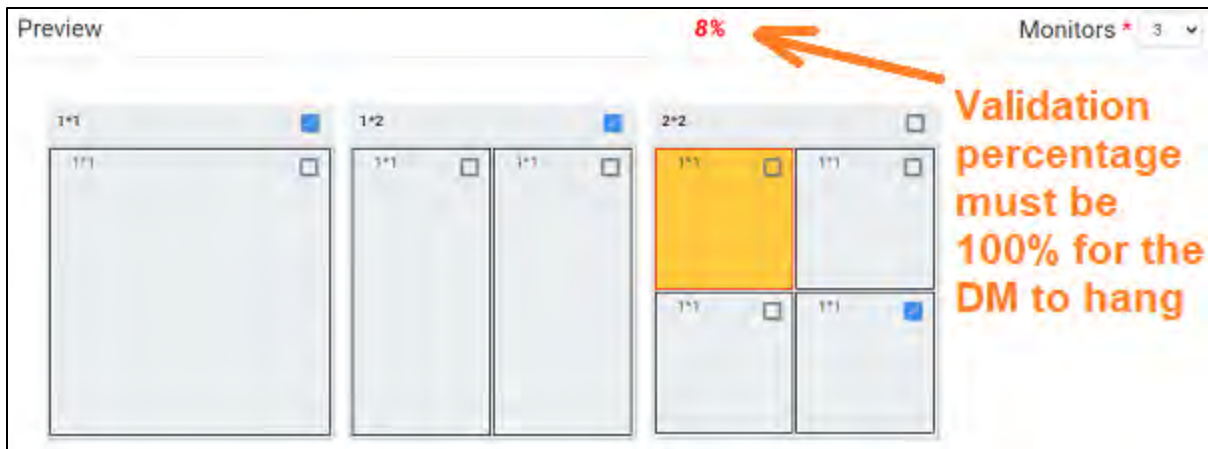 Preview 8% Monitors * 3
1*1 1*2 2*2
1*1 1*1 1*1 1*1 1*1
1*1 1*1
Validation
percentage
must be
100% for the
DM to hang